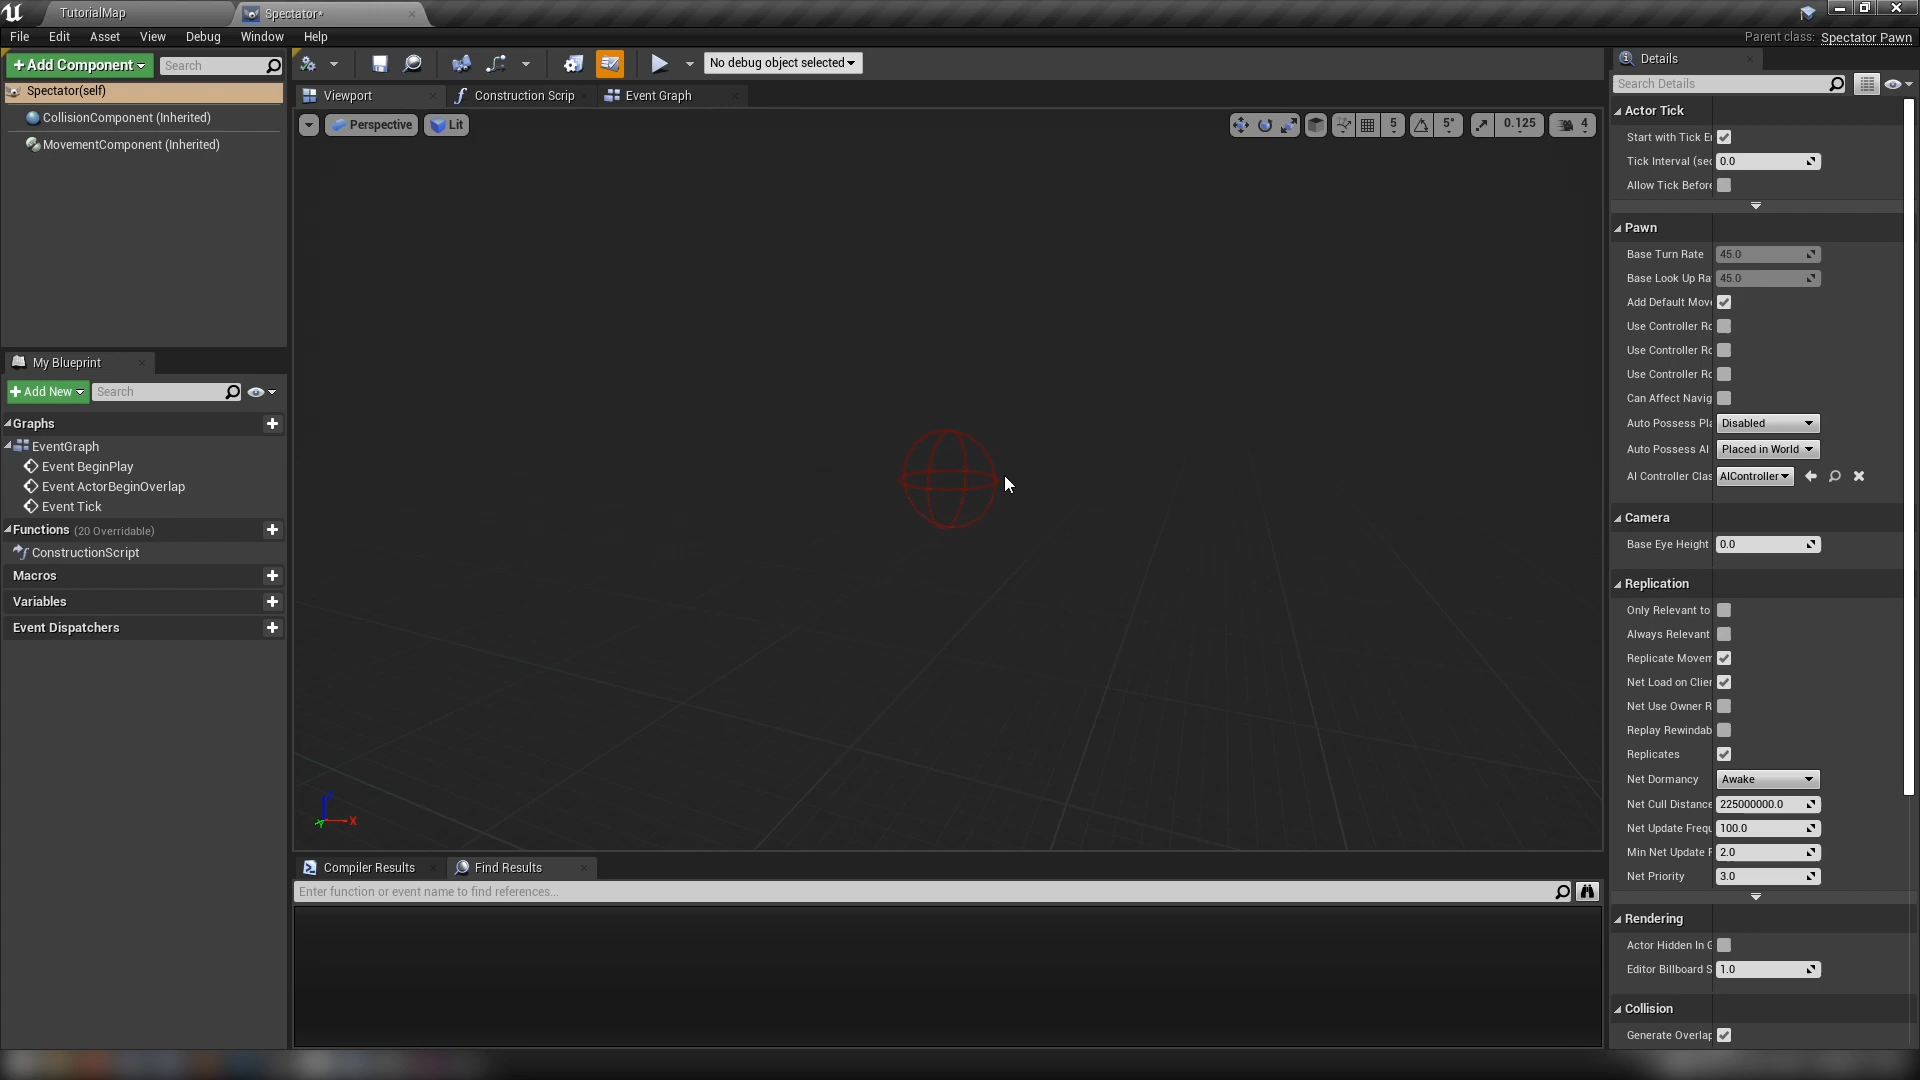 TutorialMap
Spectator*
File Edit Asset View Debug Window Help
Parent class: Spectator Pawn
Add Component
Search
Spectator(self)
CollisionComponent (Inherited)
MovementComponent (Inherited)
My Blueprint
Add New
Search
Graphs
EventGraph
Event BeginPlay
Event ActorBeginOverlap
Event Tick
Functions (20 Overridable)
ConstructionScript
Macros
Variables
Event Dispatchers
No debug object selected
Viewport
Construction Scrip
Event Graph
Perspective
Lit
5
5°
0.125
4
X
Compiler Results
Find Results
Enter function or event name to find references...
Details
Search Details
Actor Tick
Start with Tick E
Tick Interval (sec 0.0
Allow Tick Before
Pawn
Base Turn Rate 45.0
Base Look Up Ra 45.0
Add Default Move
Use Controller Ro
Use Controller Ro
Use Controller Ro
Can Affect Navig
Auto Possess Pla Disabled
Auto Possess AI Placed in World
AI Controller Clas AIController
Camera
Base Eye Height 0.0
Replication
Only Relevant to
Always Relevant
Replicate Movem
Net Load on Clier
Net Use Owner R
Replay Rewindab
Replicates
Net Dormancy Awake
Net Cull Distance 225000000.0
Net Update Frequ 100.0
Min Net Update F 2.0
Net Priority 3.0
Rendering
Actor Hidden In G
Editor Billboard S 1.0
Collision
Generate Overlap